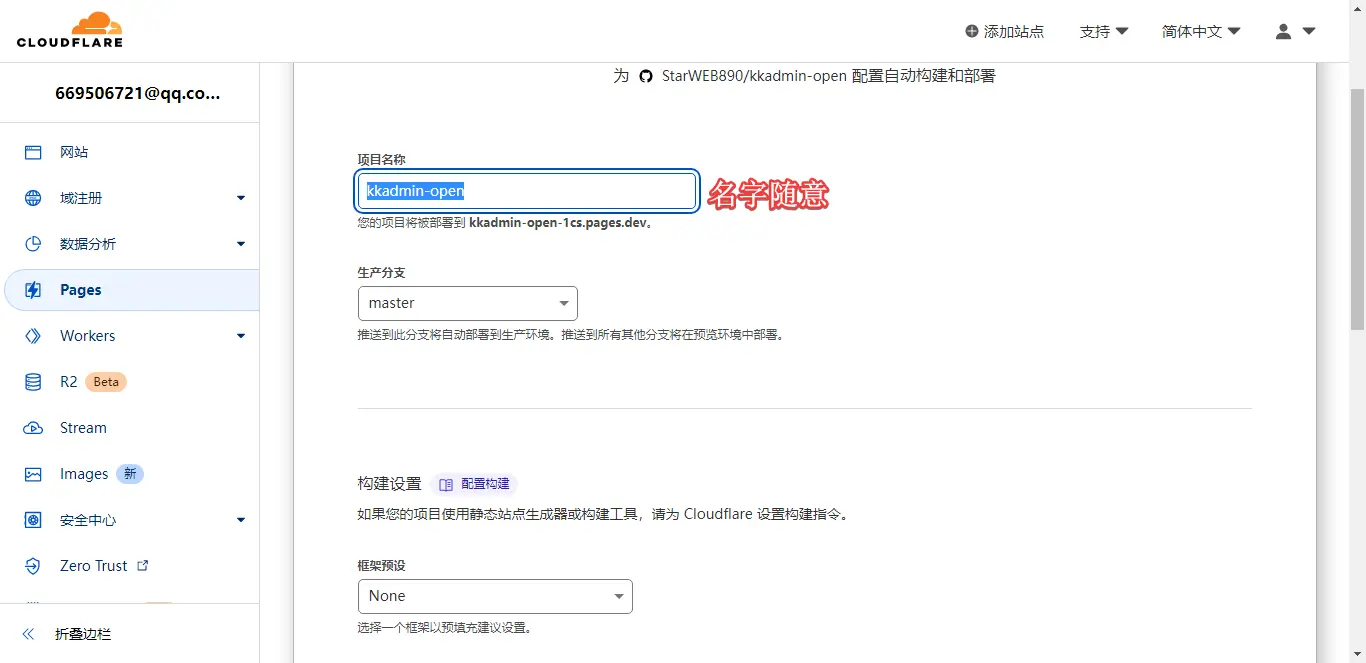 CLOUDFLARE
添加站点
支持
简体中文
669506721@qq.co...
网站
域注册
数据分析
Pages
Workers
R2 Beta
Stream
Images 新
安全中心
Zero Trust
折叠边栏
为 StarWEB890/kkadmin-open 配置自动构建和部署
项目名称
kkadmin-open
名字随意
您的项目将被部署到 kkadmin-open-1cs.pages.dev。
生产分支
master
推送到此分支将自动部署到生产环境。推送到所有其他分支将在预览环境中部署。
构建设置 配置构建
如果您的项目使用静态站点生成器或构建工具，请为 Cloudflare 设置构建指令。
框架预设
None
选择一个框架以预填充建议设置。